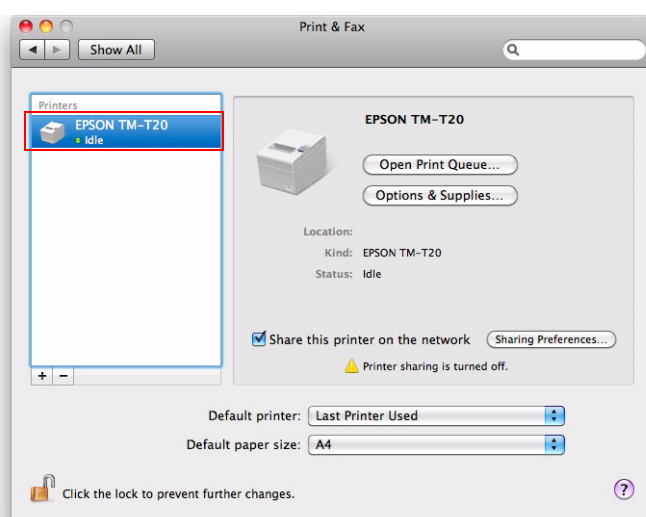 Print & Fax
Show All
Printers
EPSON TM-T20
Idle
EPSON TM-T20
Open Print Queue...
Options & Supplies...
Location:
Kind: EPSON TM-T20
Status: Idle
Share this printer on the network
Sharing Preferences...
Printer sharing is turned off.
+ −
Default printer: Last Printer Used
Default paper size: A4
Click the lock to prevent further changes.
?